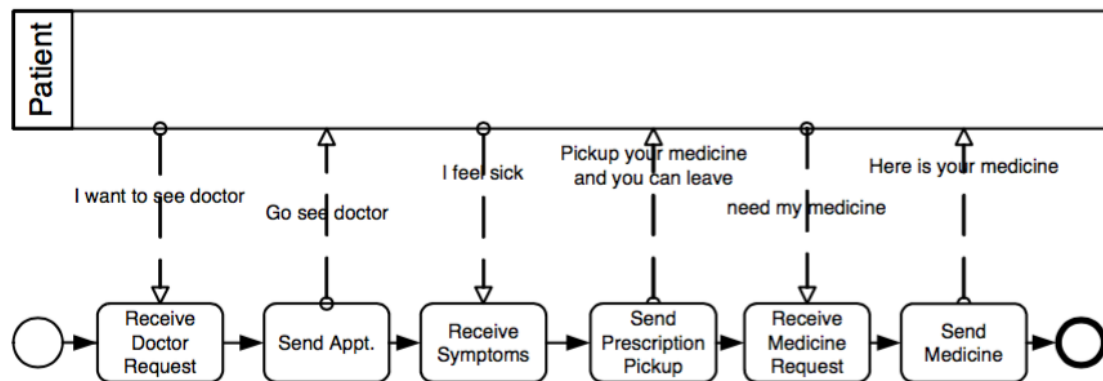 Patient
I want to see doctor
Go see doctor
I feel sick
Pickup your medicine
and you can leave
need my medicine
Here is your medicine
Receive
Doctor
Request
Send Appt.
Receive
Symptoms
Send
Prescription
Pickup
Receive
Medicine
Request
Send
Medicine